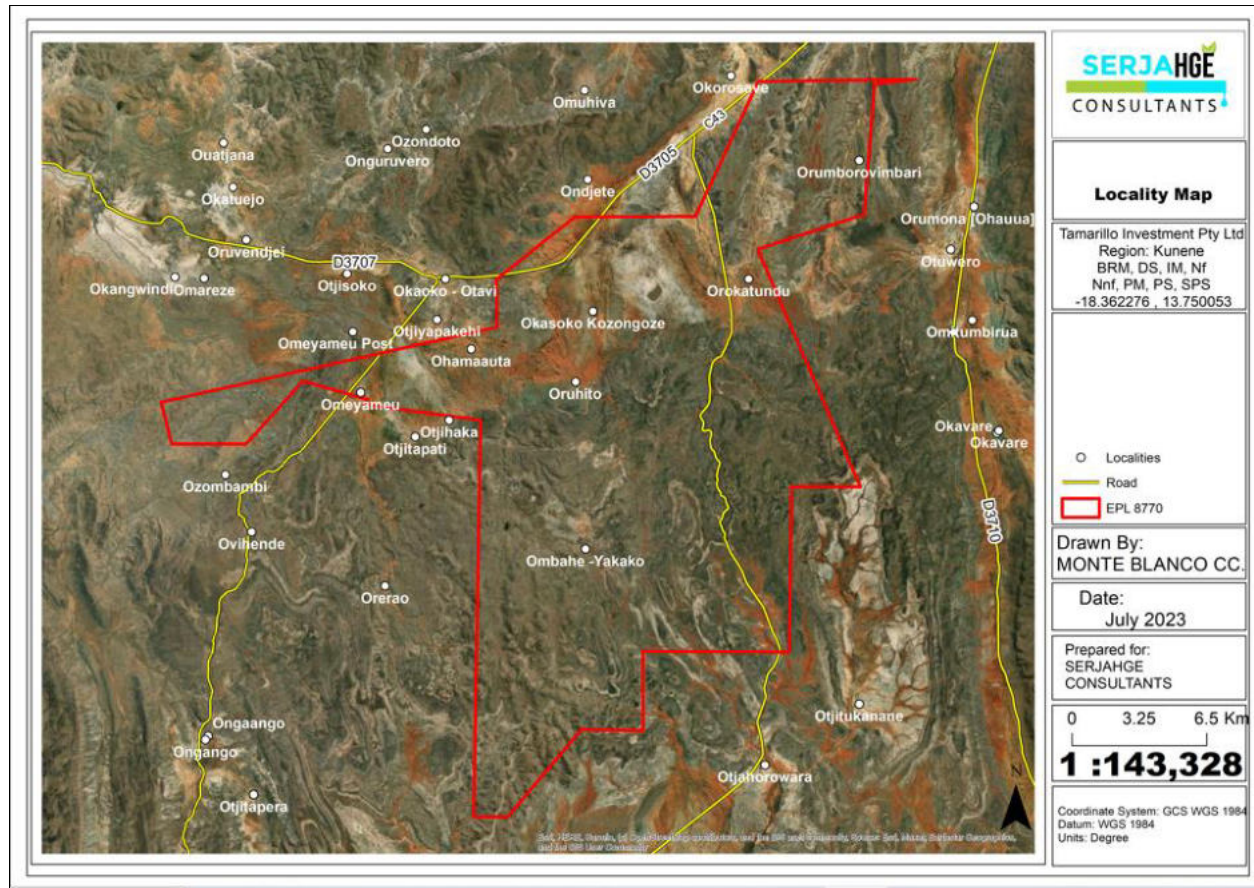 Okorosave
Omuhiva
C43
Ozondoto
Ouatjana
Onguruvero
D3705
Orumborovimbari
Ondjete
Okatuejo
Orumona [Ohauua]
Oruvendjei
Otuwero
D3707
Okangwindi
Omareze
Otjisoko
Okaoko - Otavi
Orokatundu
Otjiyapakehi
Okasoko Kozongoze
Omeyameu Post
Ohamaauta
Oruhito
Omeyameu
Otjihaka
Okavare
Okavare
Otjitapati
Ozombambi
D3710
Ovihende
Ombahe -Yakako
Orerao
Otjitukanane
Ongaango
Ongango
Otjahorowara
Otjitapera
SERJAHGE
CONSULTANTS
Locality Map
Tamarillo Investment Pty Ltd
Region: Kunene
BRM, DS, IM, Nf
Nnf, PM, PS, SPS
-18.362276 , 13.750053
Localities
Road
EPL 8770
Drawn By:
MONTE BLANCO CC.
Date:
July 2023
Prepared for:
SERJAHGE
CONSULTANTS
0 3.25 6.5 Km
1 :143,328
N
Coordinate System: GCS WGS 1984
Datum: WGS 1984
Units: Degree